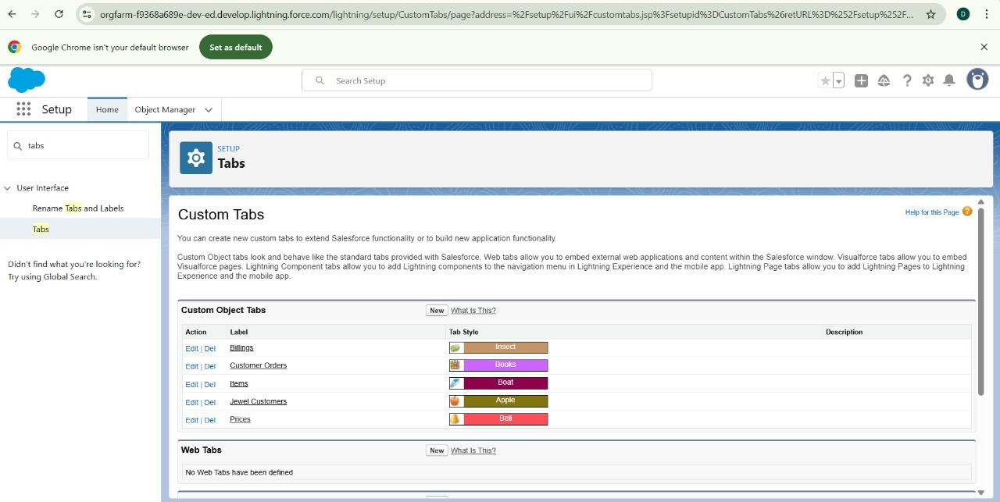 orgfarm-f9368a689e-dev-ed.develop.lightning.force.com/lightning/setup/CustomTabs/page?address=%2Fsetup%2Fui%2Fcustomtabs.jsp%3Fsetupid%3DCustomTabs%26retURL%3D%252Fsetup%252F...
D
Google Chrome isn't your default browser
Set as default
Search Setup
Setup
Home
Object Manager
tabs
SETUP
Tabs
User Interface
Rename Tabs and Labels
Tabs
Didn't find what you're looking for?
Try using Global Search.
Custom Tabs
Help for this Page
You can create new custom tabs to extend Salesforce functionality or to build new application functionality.
Custom Object tabs look and behave like the standard tabs provided with Salesforce. Web tabs allow you to embed external web applications and content within the Salesforce window. Visualforce tabs allow you to embed
Visualforce pages. Lightning Component tabs allow you to add Lightning components to the navigation menu in Lightning Experience and the mobile app. Lightning Page tabs allow you to add Lightning Pages to Lightning
Experience and the mobile app.
Custom Object Tabs New What Is This?
Action Label Tab Style Description
Edit | Del Billings Insect
Edit | Del Customer Orders Books
Edit | Del Items Boat
Edit | Del Jewel Customers Apple
Edit | Del Prices Bell
Web Tabs New What Is This?
No Web Tabs have been defined